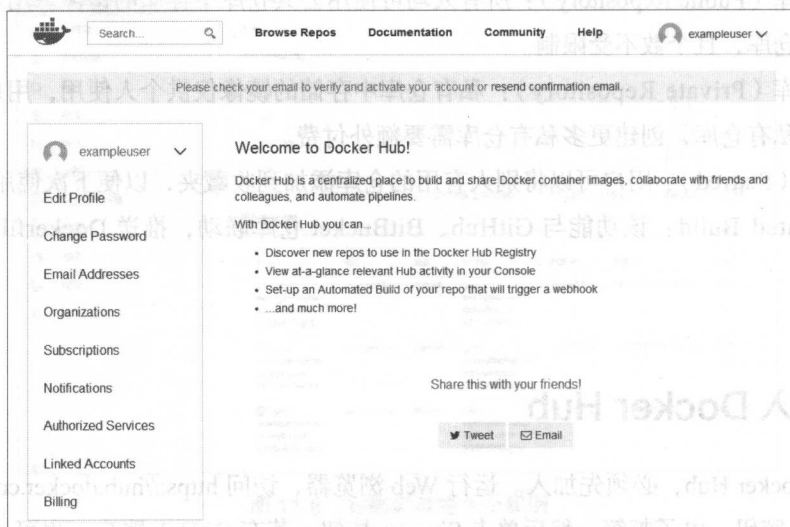 Search...
Browse Repos
Documentation
Community
Help
exampleuser
Please check your email to verify and activate your account or resend confirmation email.
exampleuser
Edit Profile
Change Password
Email Addresses
Organizations
Subscriptions
Notifications
Authorized Services
Linked Accounts
Billing
Welcome to Docker Hub!
Docker Hub is a centralized place to build and share Docker container images, collaborate with friends and
colleagues, and automate pipelines.
With Docker Hub you can ...
• Discover new repos to use in the Docker Hub Registry
• View at-a-glance relevant Hub activity in your Console
• Set-up an Automated Build of your repo that will trigger a webhook
• ...and much more!
Share this with your friends!
Tweet
Email